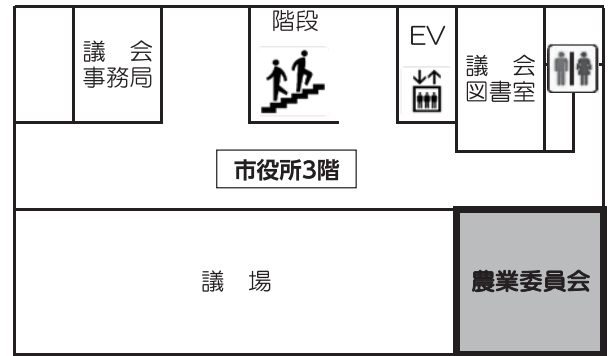 階段
EV
議　会
事務局
議　会
図書室
市役所3階
議　場
農業委員会